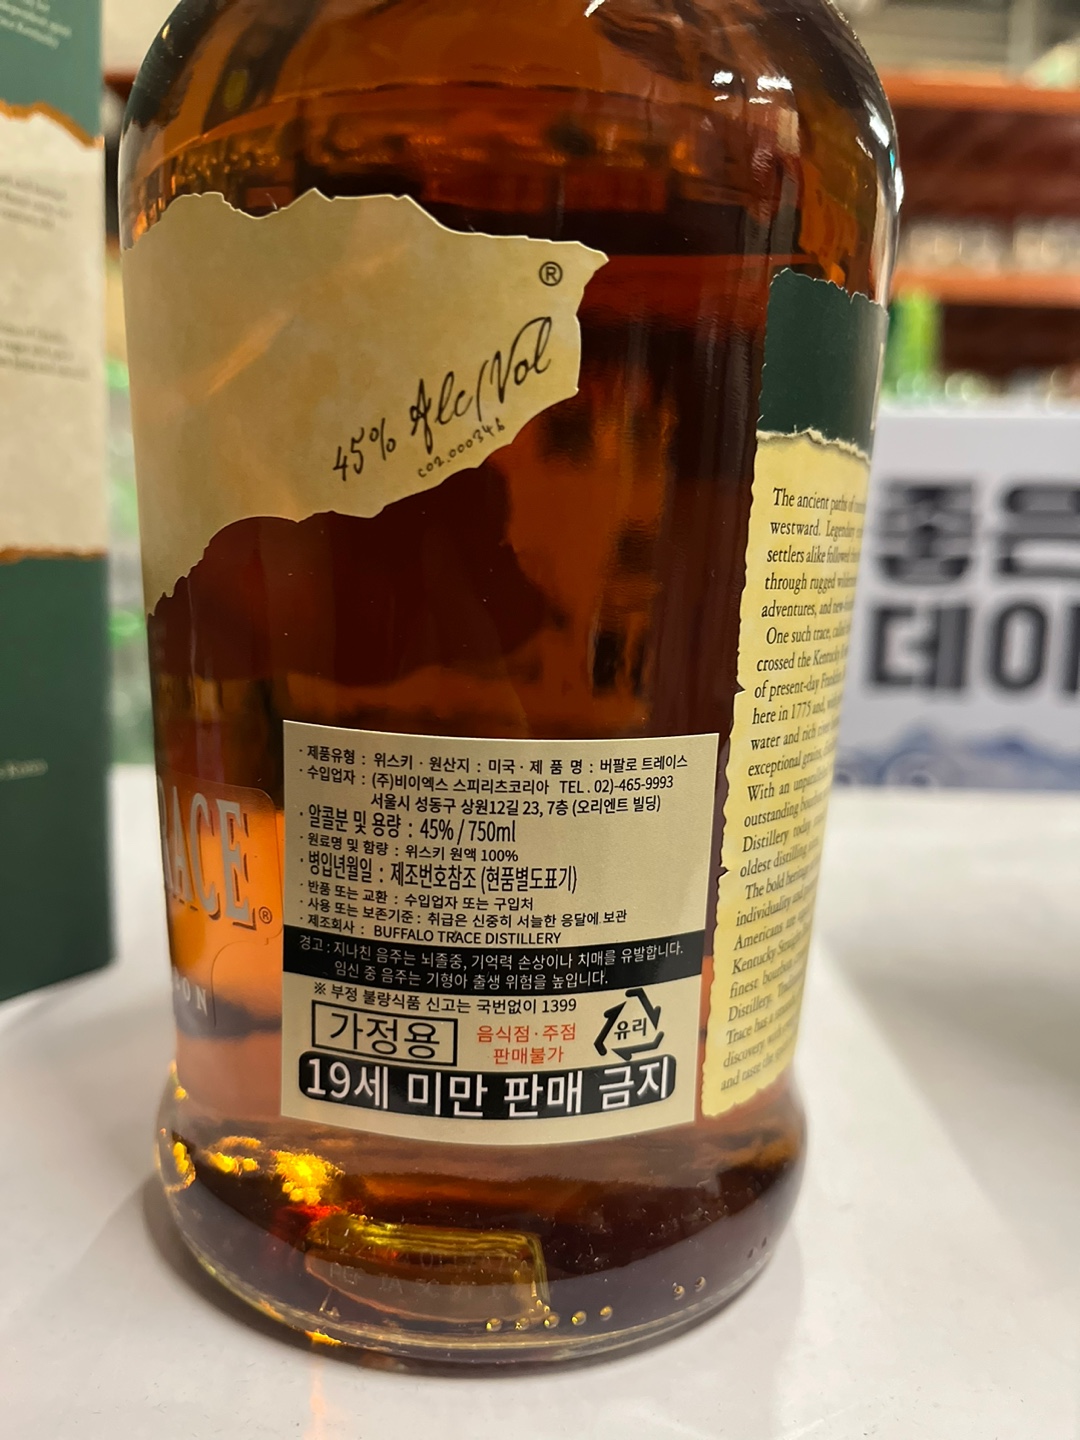 ®
45% Alc/Vol
C02.000346
RACE®
· 제품유형 : 위스키 · 원산지 : 미국 · 제 품 명 : 버팔로 트레이스
· 수입업자 : (주)비이엑스 스피리츠코리아 TEL . 02)-465-9993
서울시 성동구 상원12길 23, 7층 (오리엔트 빌딩)
· 알콜분 및 용량 : 45% / 750ml
· 원료명 및 함량 : 위스키 원액 100%
· 병입년월일 : 제조번호참조 (현품별도표기)
· 반품 또는 교환 : 수입업자 또는 구입처
· 사용 또는 보존기준 : 취급은 신중히 서늘한 응달에 보관
· 제조회사 : BUFFALO TRACE DISTILLERY
경고 : 지나친 음주는 뇌졸중, 기억력 손상이나 치매를 유발합니다.
임신 중 음주는 기형아 출생 위험을 높입니다.
※ 부정 불량식품 신고는 국번없이 1399
가정용
음식점 · 주점
판매불가
유리
19세 미만 판매 금지
The ancient paths of
westward. Legendary
settlers alike followed
through rugged
adventures, and
One such trace,
crossed the Kentucky
of present-day
here in 1775 and
water and rich
exceptional grains,
With an
outstanding
Distillery today
oldest distilling
The bold heritage
individuality and
Americans are
Kentucky Straight
finest bourbon
Distillery.
Trace has a
discovery,
and taste the
좋은
데이